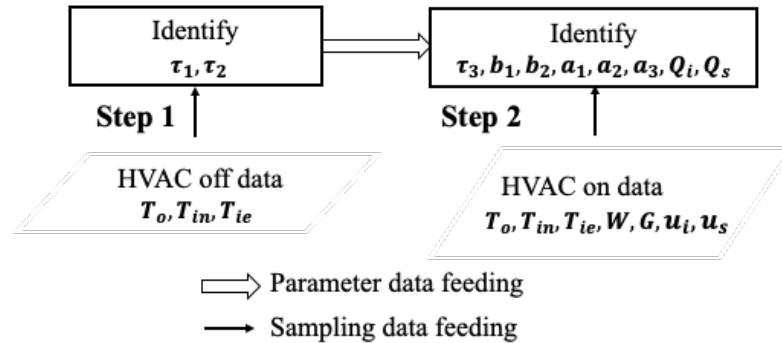 Identify
τ₁, τ₂
Identify
τ₃, b₁, b₂, a₁, a₂, a₃, Qᵢ, Qₛ
Step 1
Step 2
HVAC off data
Tₒ, Tᵢₙ, Tᵢₑ
HVAC on data
Tₒ, Tᵢₙ, Tᵢₑ, W, G, uᵢ, uₛ
Parameter data feeding
Sampling data feeding